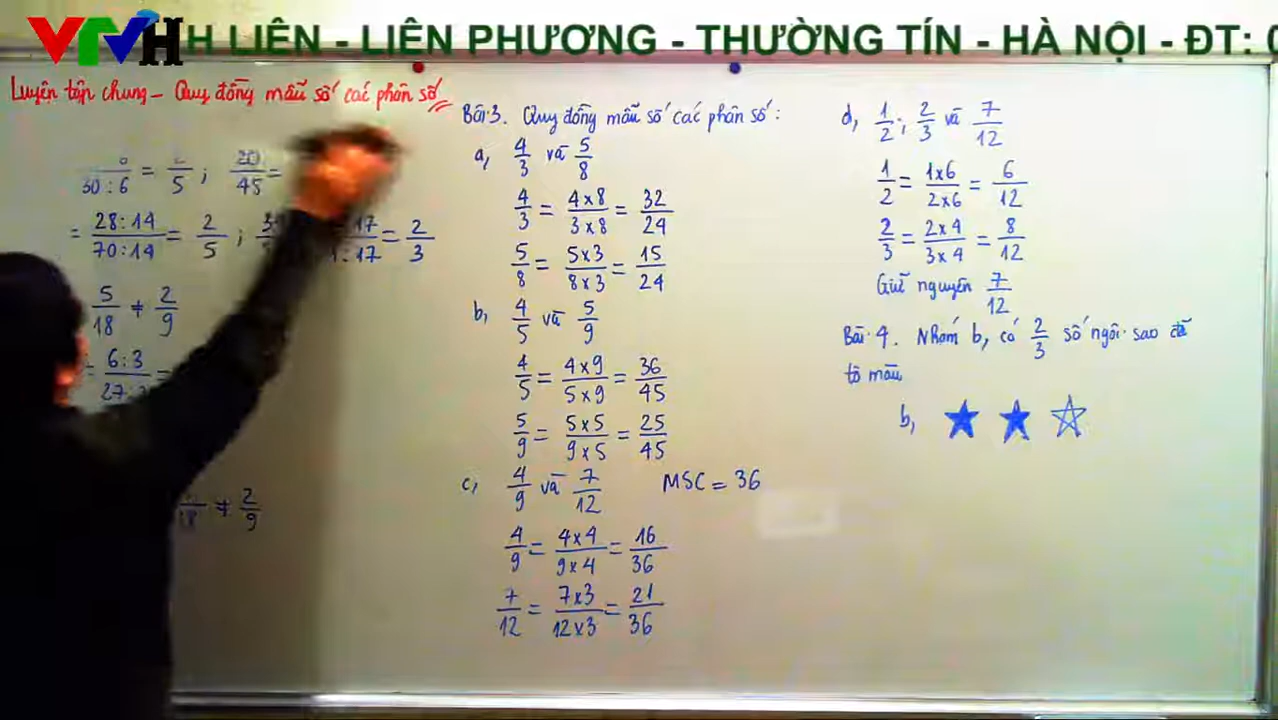 VTVH
H LIÊN - LIÊN PHƯƠNG - THƯỜNG TÍN - HÀ NỘI - ĐT: 0
Luyện tập chung - Quy đồng mẫu số các phân số
: 6 = /5 ; 20/45 =
= 28:14/70:14 = 2/5 ; :17 = 2/3
5/18 ≠ 2/9
= 6:3/27: =
/18 ≠ 2/9
Bài 3. Quy đồng mẫu số các phân số :
a, 4/3 và 5/8
4/3 = 4x8/3x8 = 32/24
5/8 = 5x3/8x3 = 15/24
b, 4/5 và 5/9
4/5 = 4x9/5x9 = 36/45
5/9 = 5x5/9x5 = 25/45
c, 4/9 và 7/12 MSC = 36
4/9 = 4x4/9x4 = 16/36
7/12 = 7x3/12x3 = 21/36
d, 1/2 ; 2/3 và 7/12
1/2 = 1x6/2x6 = 6/12
2/3 = 2x4/3x4 = 8/12
Giữ nguyên 7/12
Bài 4. Nhóm b, có 2/3 số ngôi sao đã
tô màu
b,